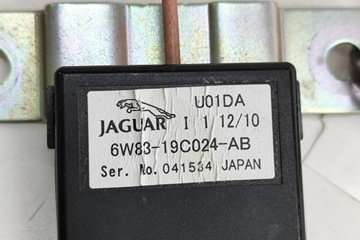 U01DA
JAGUAR I 1 12/10
6W83-19C024-AB
Ser. No. 041534 JAPAN